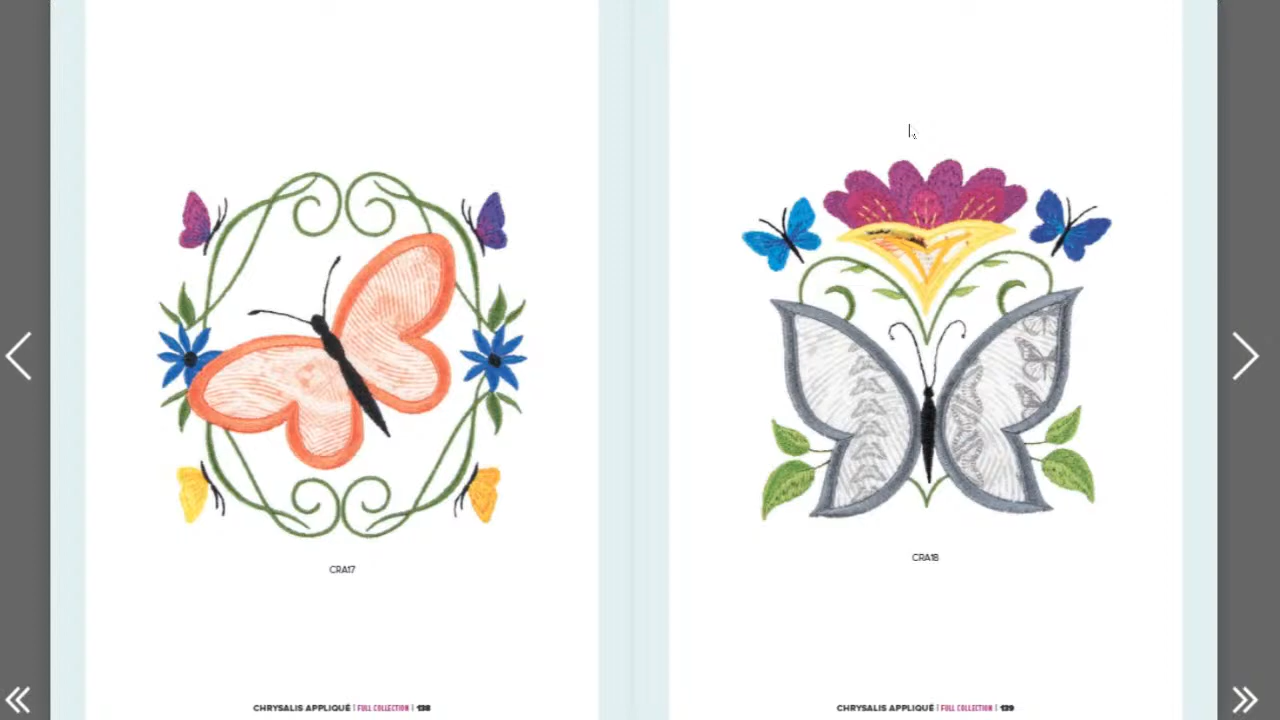 CRA17
CRA18
CHRYSALIS APPLIQUÉ | FULL COLLECTION | 138
CHRYSALIS APPLIQUÉ | FULL COLLECTION | 139